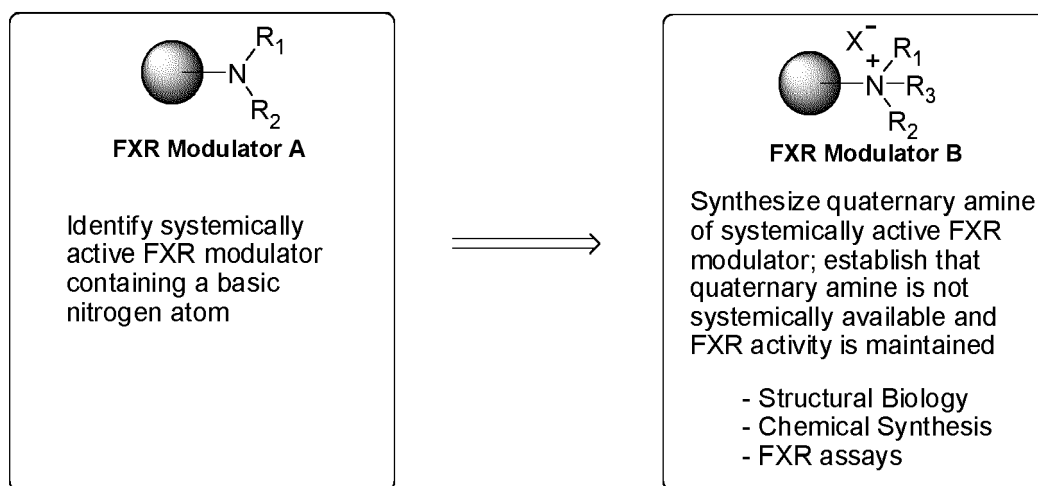 R1
N
R2
FXR Modulator A
Identify systemically
active FXR modulator
containing a basic
nitrogen atom
X-
+
R1
N
R3
R2
FXR Modulator B
Synthesize quaternary amine
of systemically active FXR
modulator; establish that
quaternary amine is not
systemically available and
FXR activity is maintained
- Structural Biology
- Chemical Synthesis
- FXR assays